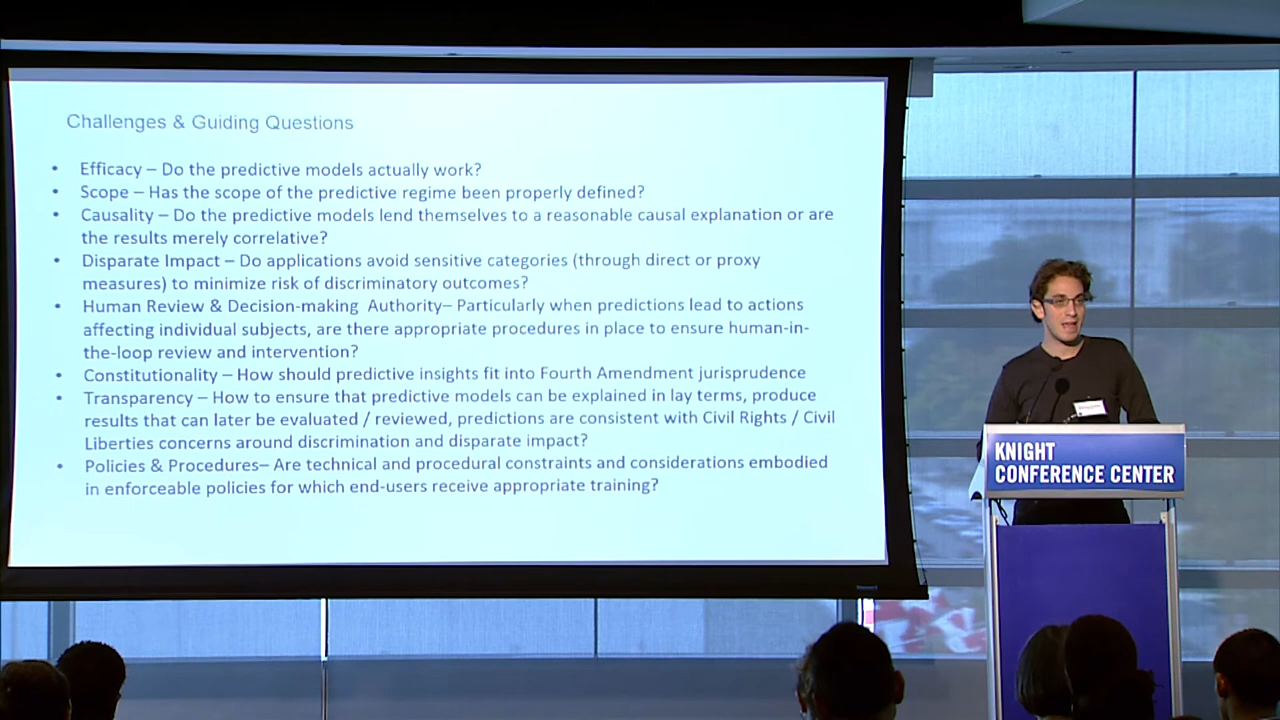 Challenges & Guiding Questions
• Efficacy – Do the predictive models actually work?
• Scope – Has the scope of the predictive regime been properly defined?
• Causality – Do the predictive models lend themselves to a reasonable causal explanation or are
the results merely correlative?
• Disparate Impact – Do applications avoid sensitive categories (through direct or proxy
measures) to minimize risk of discriminatory outcomes?
• Human Review & Decision-making Authority– Particularly when predictions lead to actions
affecting individual subjects, are there appropriate procedures in place to ensure human-in-
the-loop review and intervention?
• Constitutionality – How should predictive insights fit into Fourth Amendment jurisprudence
• Transparency – How to ensure that predictive models can be explained in lay terms, produce
results that can later be evaluated / reviewed, predictions are consistent with Civil Rights / Civil
Liberties concerns around discrimination and disparate impact?
• Policies & Procedures– Are technical and procedural constraints and considerations embodied
in enforceable policies for which end-users receive appropriate training?
KNIGHT
CONFERENCE CENTER